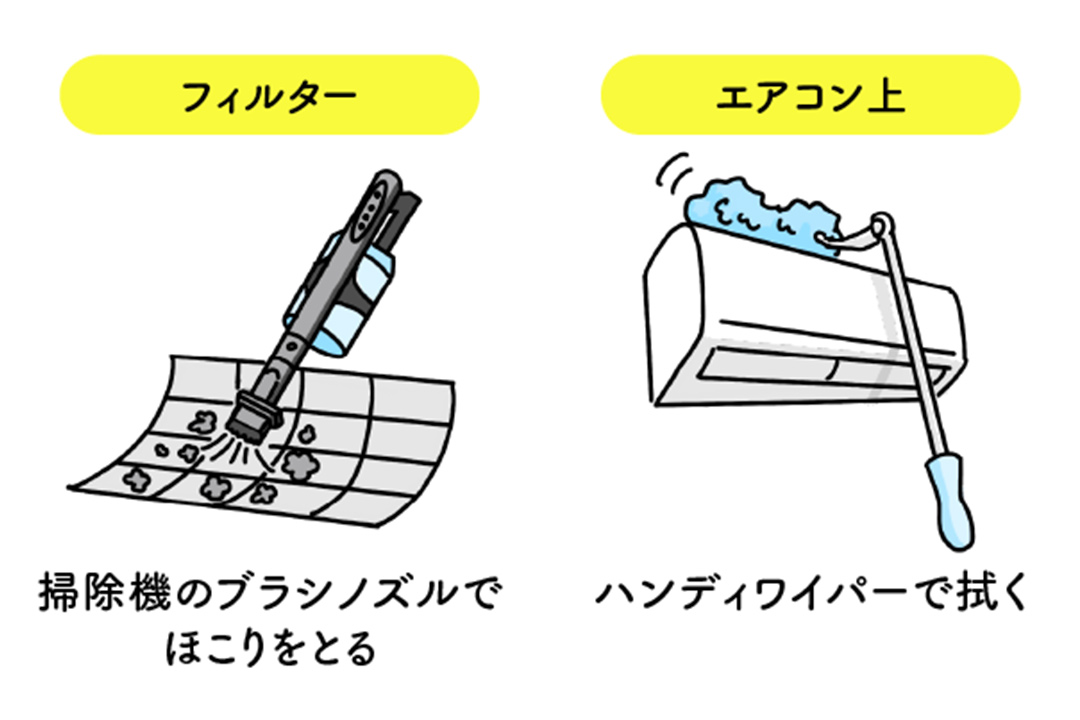 フィルター
掃除機のブラシノズルで
ほこりをとる
エアコン上
ハンディワイパーで拭く